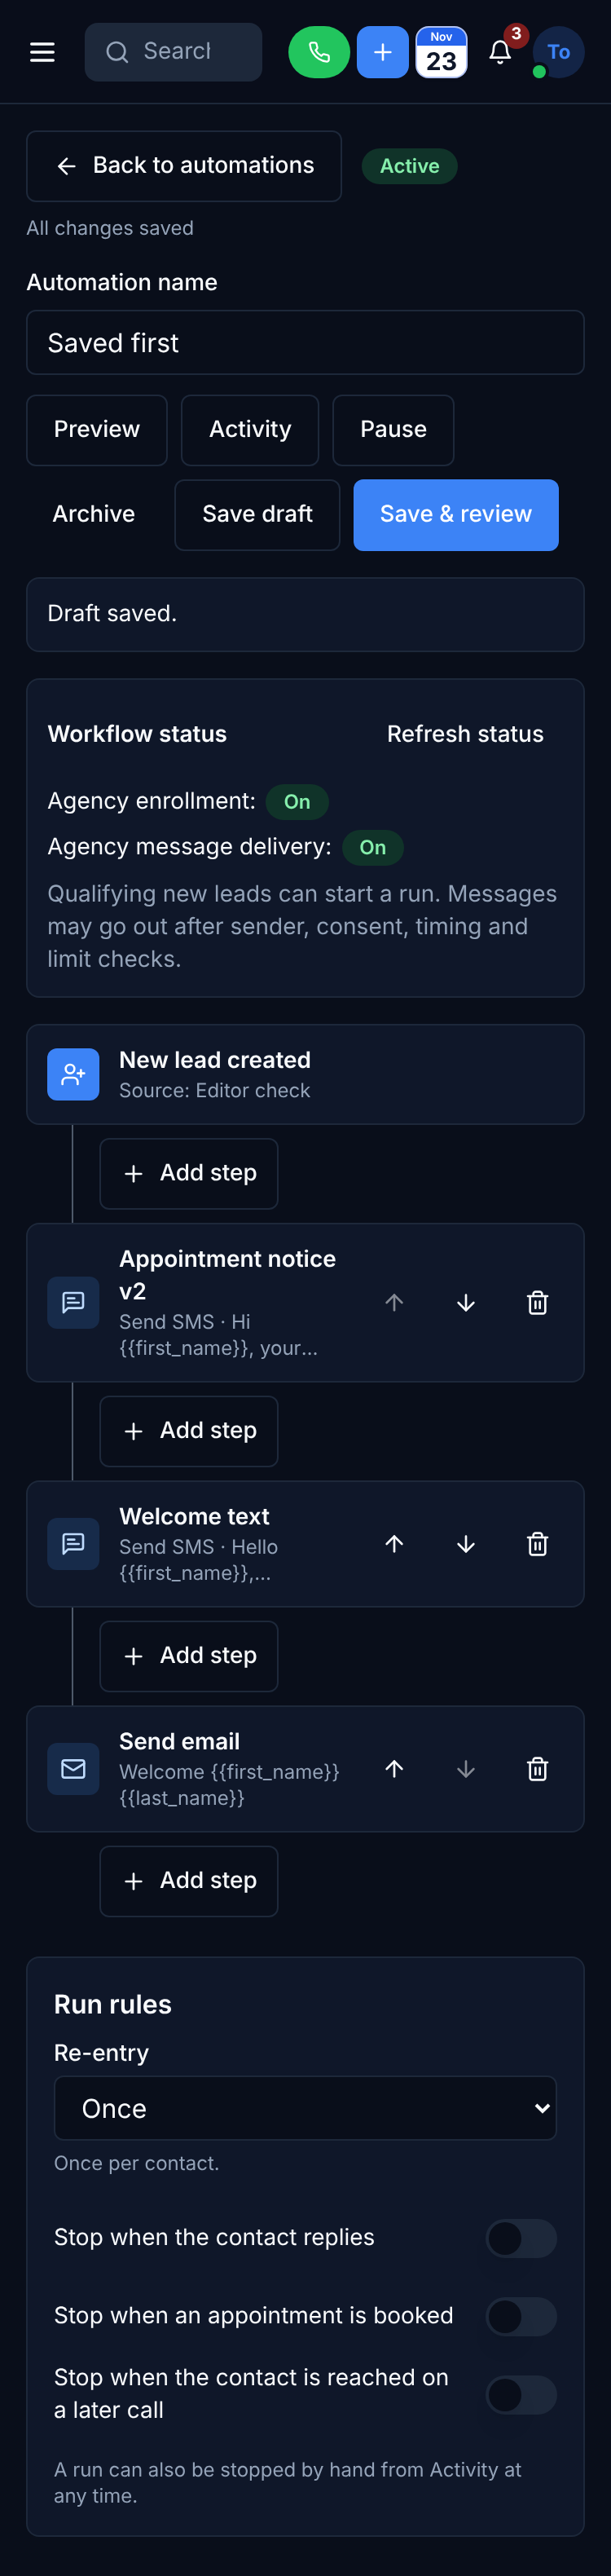 Search
Nov
23
3
To
Back to automations
Active
All changes saved
Automation name
Saved first
Preview
Activity
Pause
Archive
Save draft
Save & review
Draft saved.
Workflow status
Refresh status
Agency enrollment: On
Agency message delivery: On
Qualifying new leads can start a run. Messages
may go out after sender, consent, timing and
limit checks.
New lead created
Source: Editor check
Add step
Appointment notice
v2
Send SMS · Hi
{{first_name}}, your...
Add step
Welcome text
Send SMS · Hello
{{first_name}},...
Add step
Send email
Welcome {{first_name}}
{{last_name}}
Add step
Run rules
Re-entry
Once
Once per contact.
Stop when the contact replies
Stop when an appointment is booked
Stop when the contact is reached on
a later call
A run can also be stopped by hand from Activity at
any time.